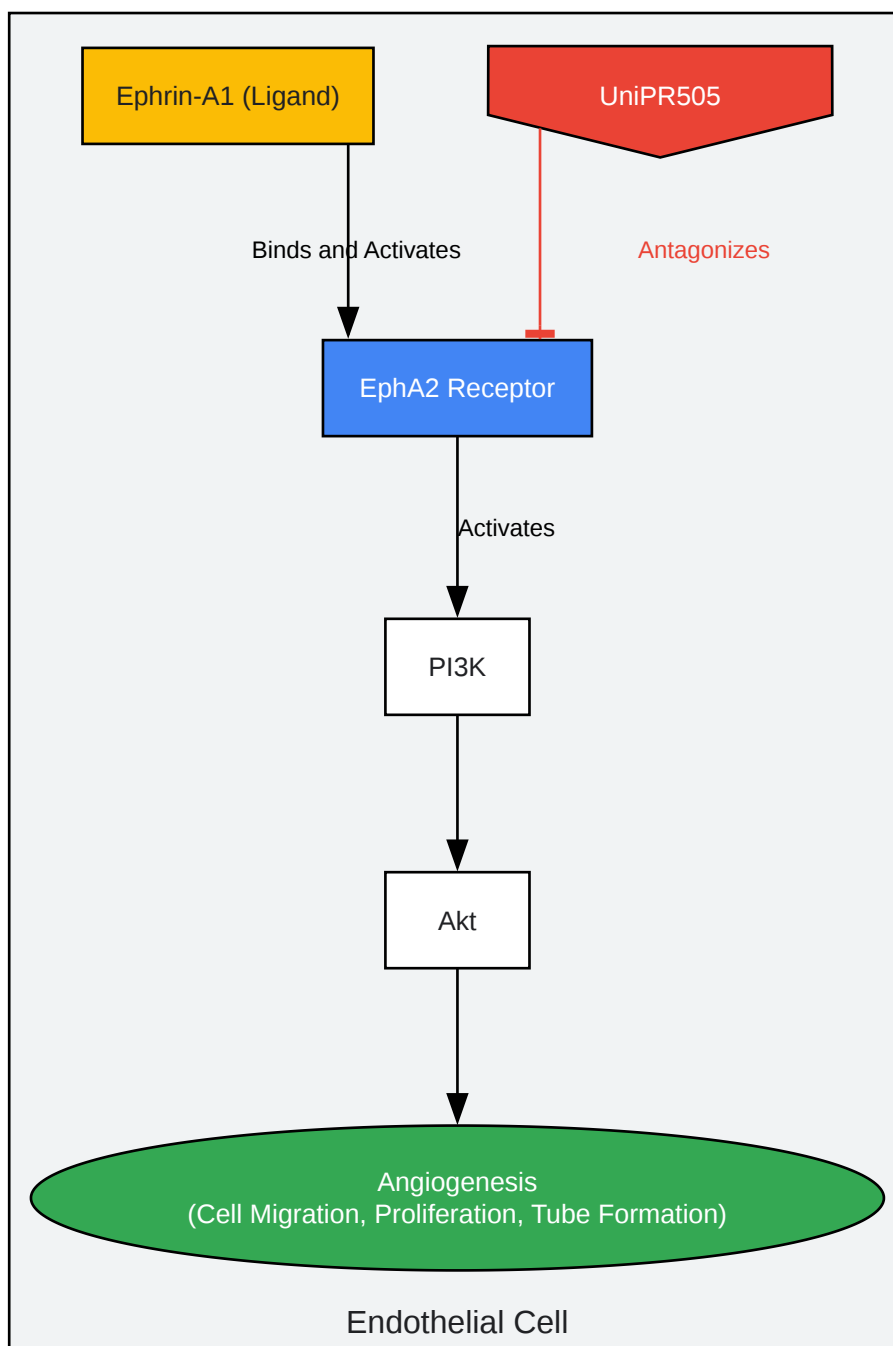 Ephrin-A1 (Ligand)
UniPR505
Binds and Activates
Antagonizes
EphA2 Receptor
Activates
PI3K
Akt
Angiogenesis
(Cell Migration, Proliferation, Tube Formation)
Endothelial Cell